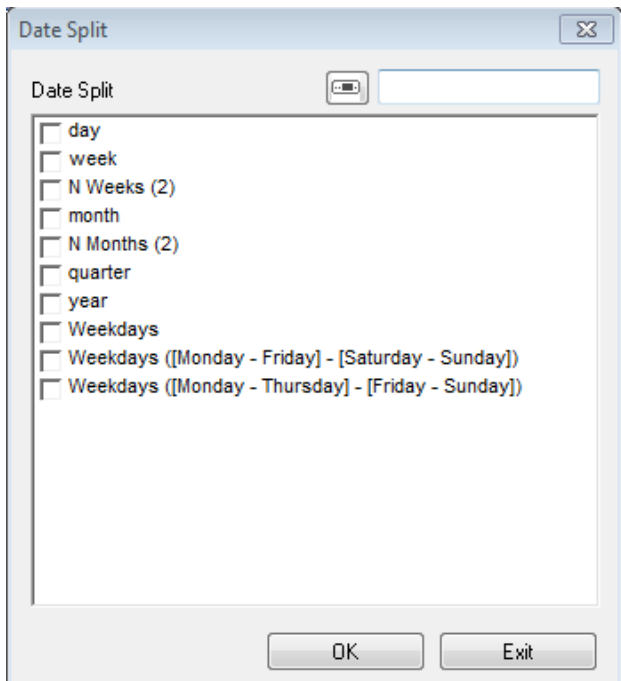 Date Split
Date Split
day
week
N Weeks (2)
month
N Months (2)
quarter
year
Weekdays
Weekdays ([Monday - Friday] - [Saturday - Sunday])
Weekdays ([Monday - Thursday] - [Friday - Sunday])
OK Exit